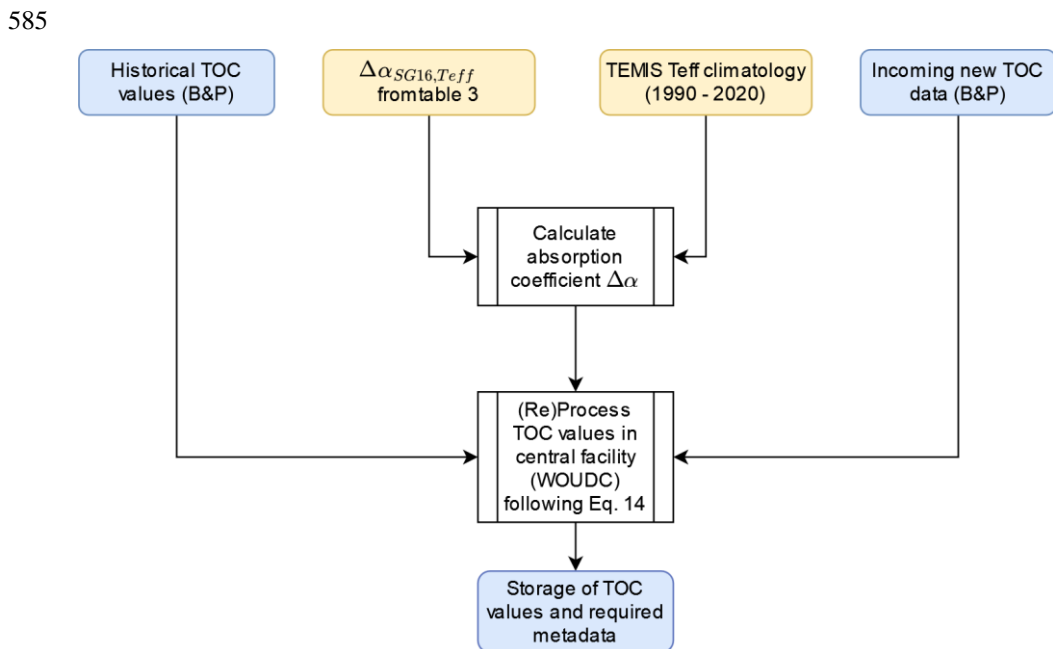 585
Historical TOC
values (B&P)
Δα_{SG16,Teff}
fromtable 3
TEMIS Teff climatology
(1990 - 2020)
Incoming new TOC
data (B&P)
Calculate
absorption
coefficient Δα
(Re)Process
TOC values in
central facility
(WOUDC)
following Eq. 14
Storage of TOC
values and required
metadata